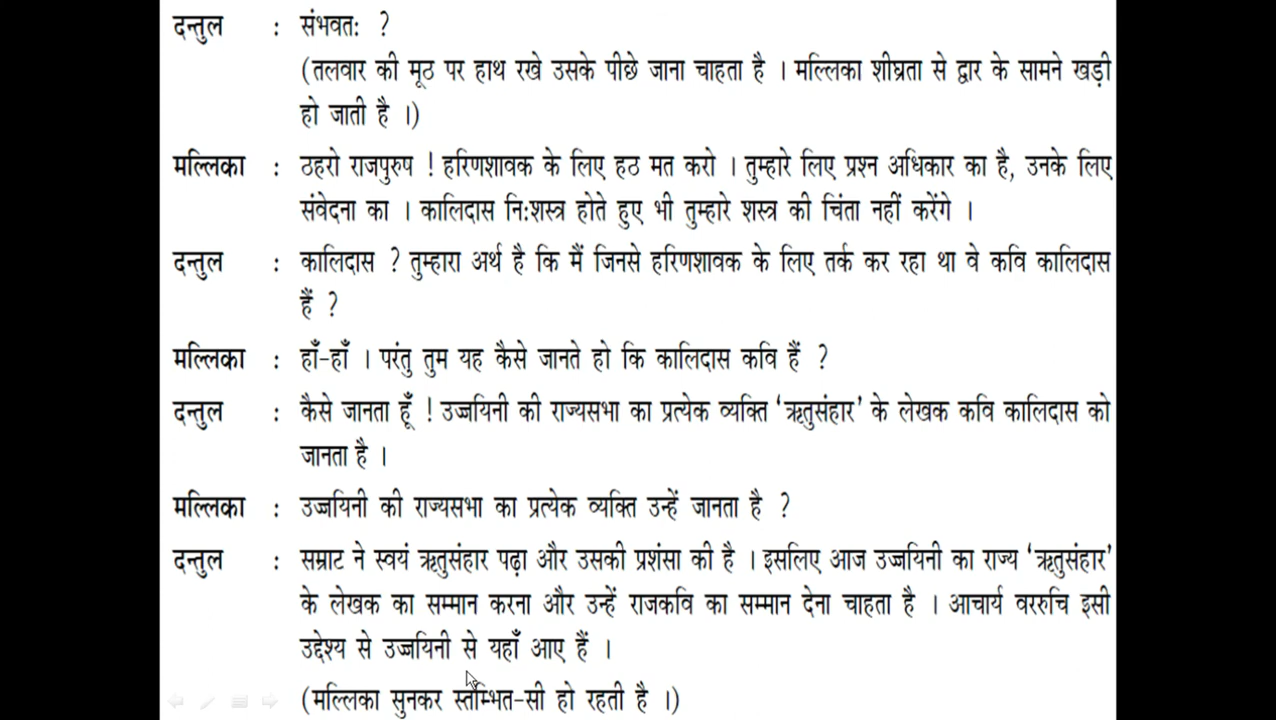 दन्तुल : संभवतः ?
(तलवार की मूठ पर हाथ रखे उसके पीछे जाना चाहता है । मल्लिका शीघ्रता से द्वार के सामने खड़ी
हो जाती है ।)
मल्लिका : ठहरो राजपुरुष ! हरिणशावक के लिए हठ मत करो । तुम्हारे लिए प्रश्न अधिकार का है, उनके लिए
संवेदना का । कालिदास नि:शस्त्र होते हुए भी तुम्हारे शस्त्र की चिंता नहीं करेंगे ।
दन्तुल : कालिदास ? तुम्हारा अर्थ है कि मैं जिनसे हरिणशावक के लिए तर्क कर रहा था वे कवि कालिदास
हैं ?
मल्लिका : हाँ-हाँ । परंतु तुम यह कैसे जानते हो कि कालिदास कवि हैं ?
दन्तुल : कैसे जानता हूँ ! उज्जयिनी की राज्यसभा का प्रत्येक व्यक्ति ‘ऋतुसंहार’ के लेखक कवि कालिदास को
जानता है ।
मल्लिका : उज्जयिनी की राज्यसभा का प्रत्येक व्यक्ति उन्हें जानता है ?
दन्तुल : सम्राट ने स्वयं ऋतुसंहार पढ़ा और उसकी प्रशंसा की है । इसलिए आज उज्जयिनी का राज्य ‘ऋतुसंहार’
के लेखक का सम्मान करना और उन्हें राजकवि का सम्मान देना चाहता है । आचार्य वररुचि इसी
उद्देश्य से उज्जयिनी से यहाँ आए हैं ।
(मल्लिका सुनकर स्तम्भित-सी हो रहती है ।)